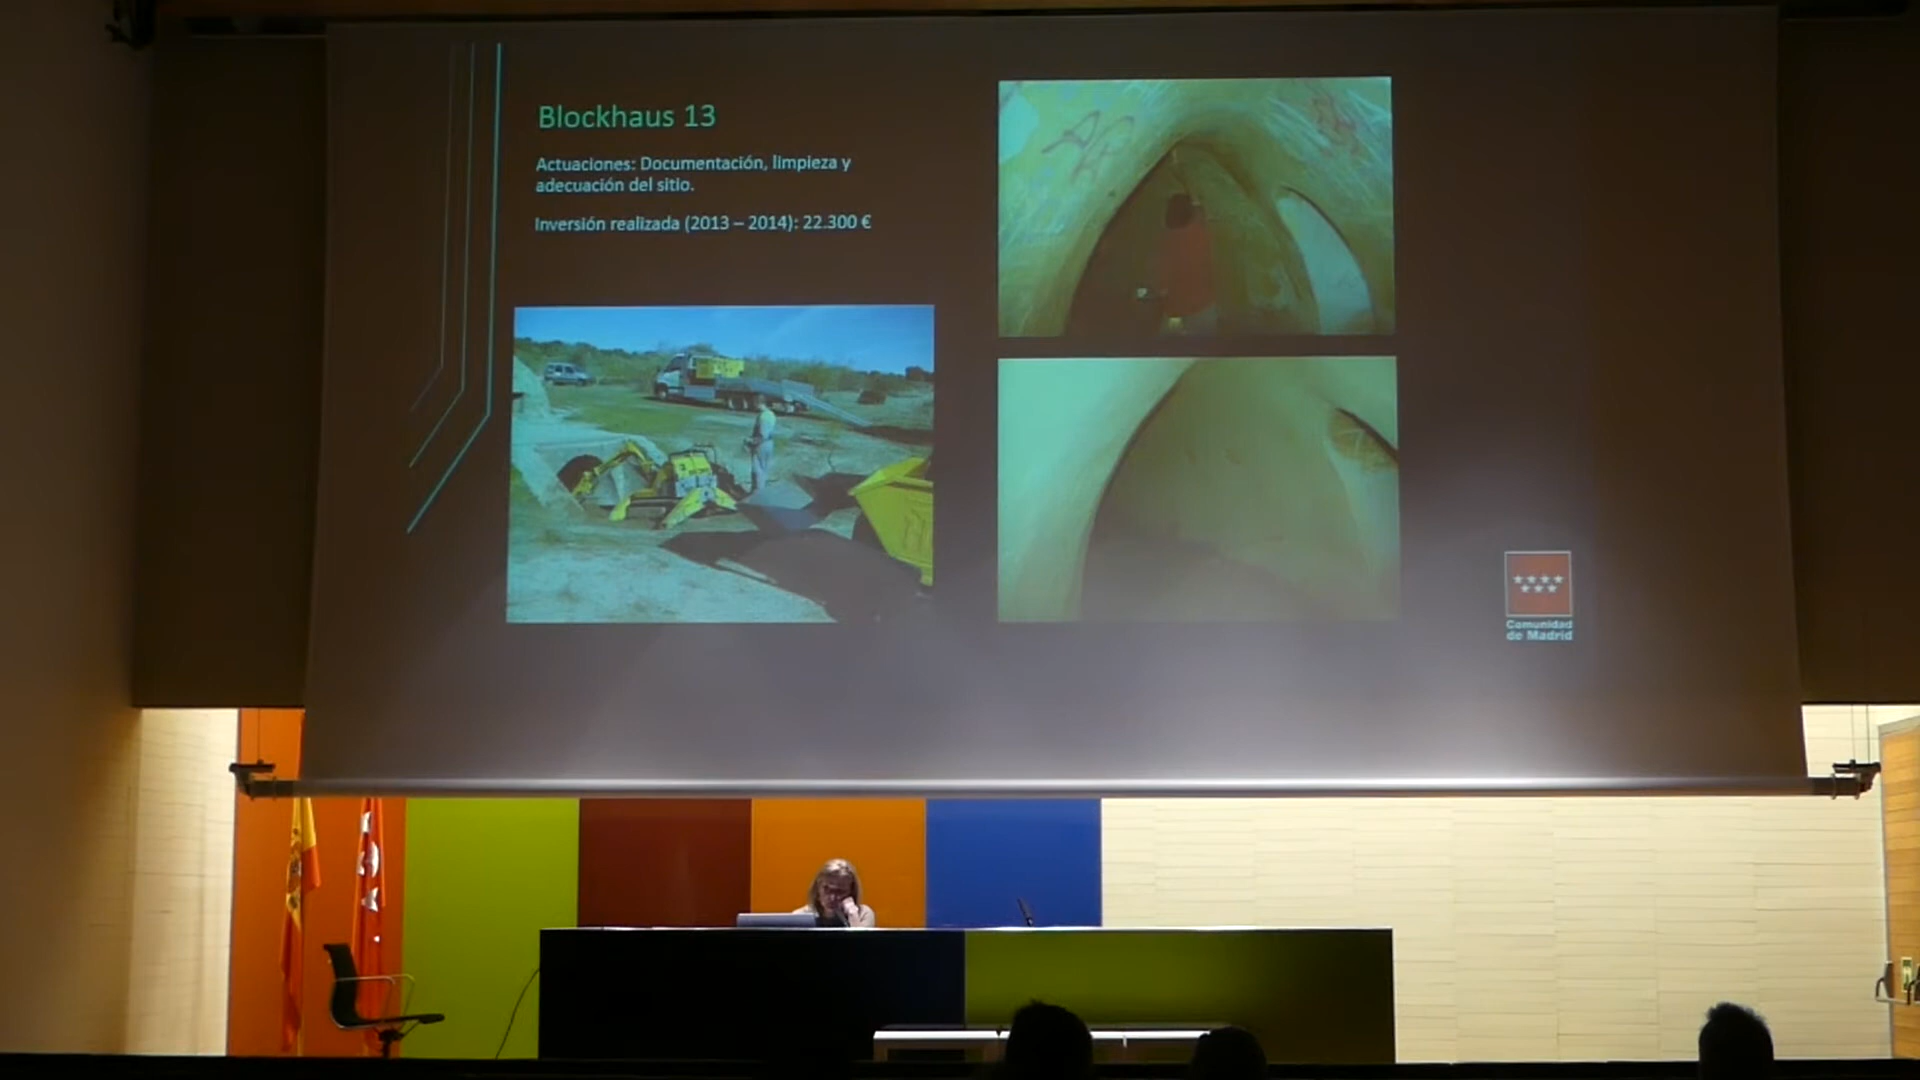 Blockhaus 13
Actuaciones: Documentación, limpieza y
adecuación del sitio.
Inversión realizada (2013 – 2014): 22.300 €
Comunidad
de Madrid